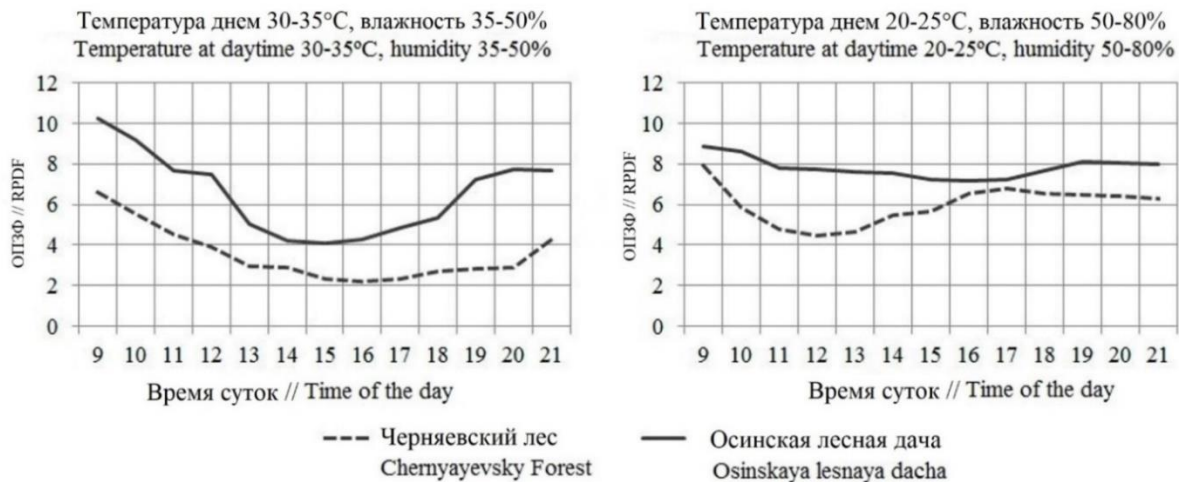 Температура днем 30-35°С, влажность 35-50%
Temperature at daytime 30-35ºC, humidity 35-50%
12
10
8
6
4
2
0
ОПЗФ // RPDF
9 10 11 12 13 14 15 16 17 18 19 20 21
Время суток // Time of the day
Температура днем 20-25°С, влажность 50-80%
Temperature at daytime 20-25ºC, humidity 50-80%
12
10
8
6
4
2
0
ОПЗФ // RPDF
9 10 11 12 13 14 15 16 17 18 19 20 21
Время суток // Time of the day
Черняевский лес
Chernyayevsky Forest
Осинская лесная дача
Osinskaya lesnaya dacha